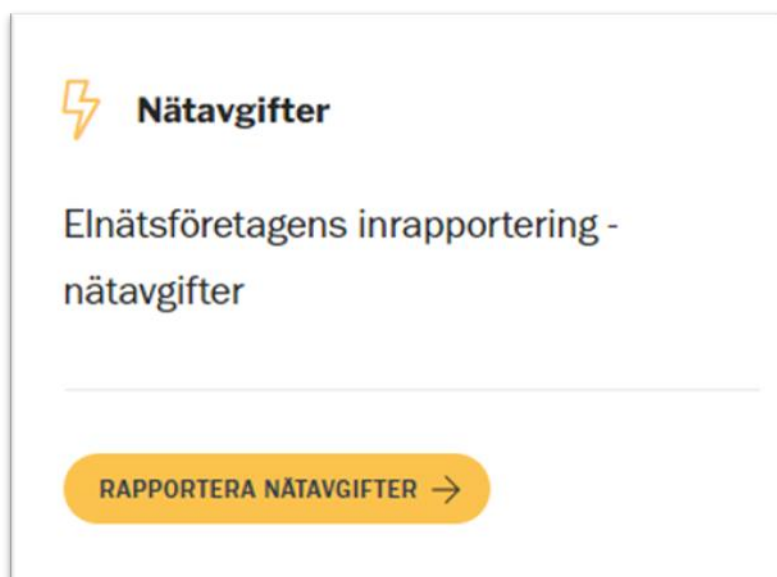 Nätavgifter
Elnätsföretagens inrapportering -
nätavgifter
RAPPORTERA NÄTAVGIFTER →